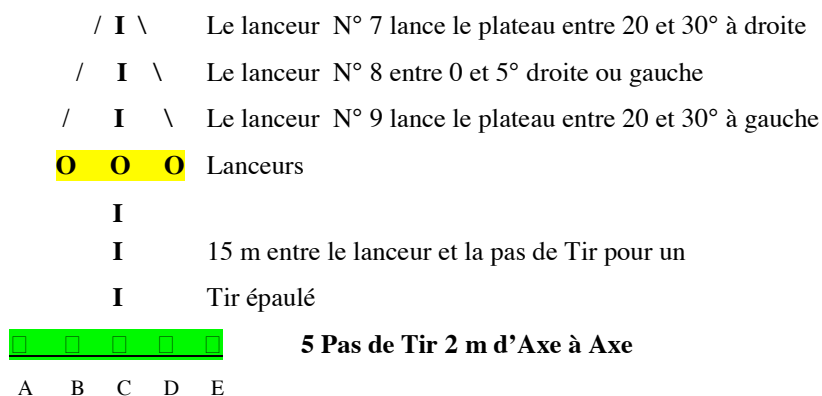 / I \ Le lanceur N° 7 lance le plateau entre 20 et 30° à droite
/ I \ Le lanceur N° 8 entre 0 et 5° droite ou gauche
/ I \ Le lanceur N° 9 lance le plateau entre 20 et 30° à gauche
O O O Lanceurs
I
I 15 m entre le lanceur et la pas de Tir pour un
I Tir épaulé
5 Pas de Tir 2 m d’Axe à Axe
A B C D E